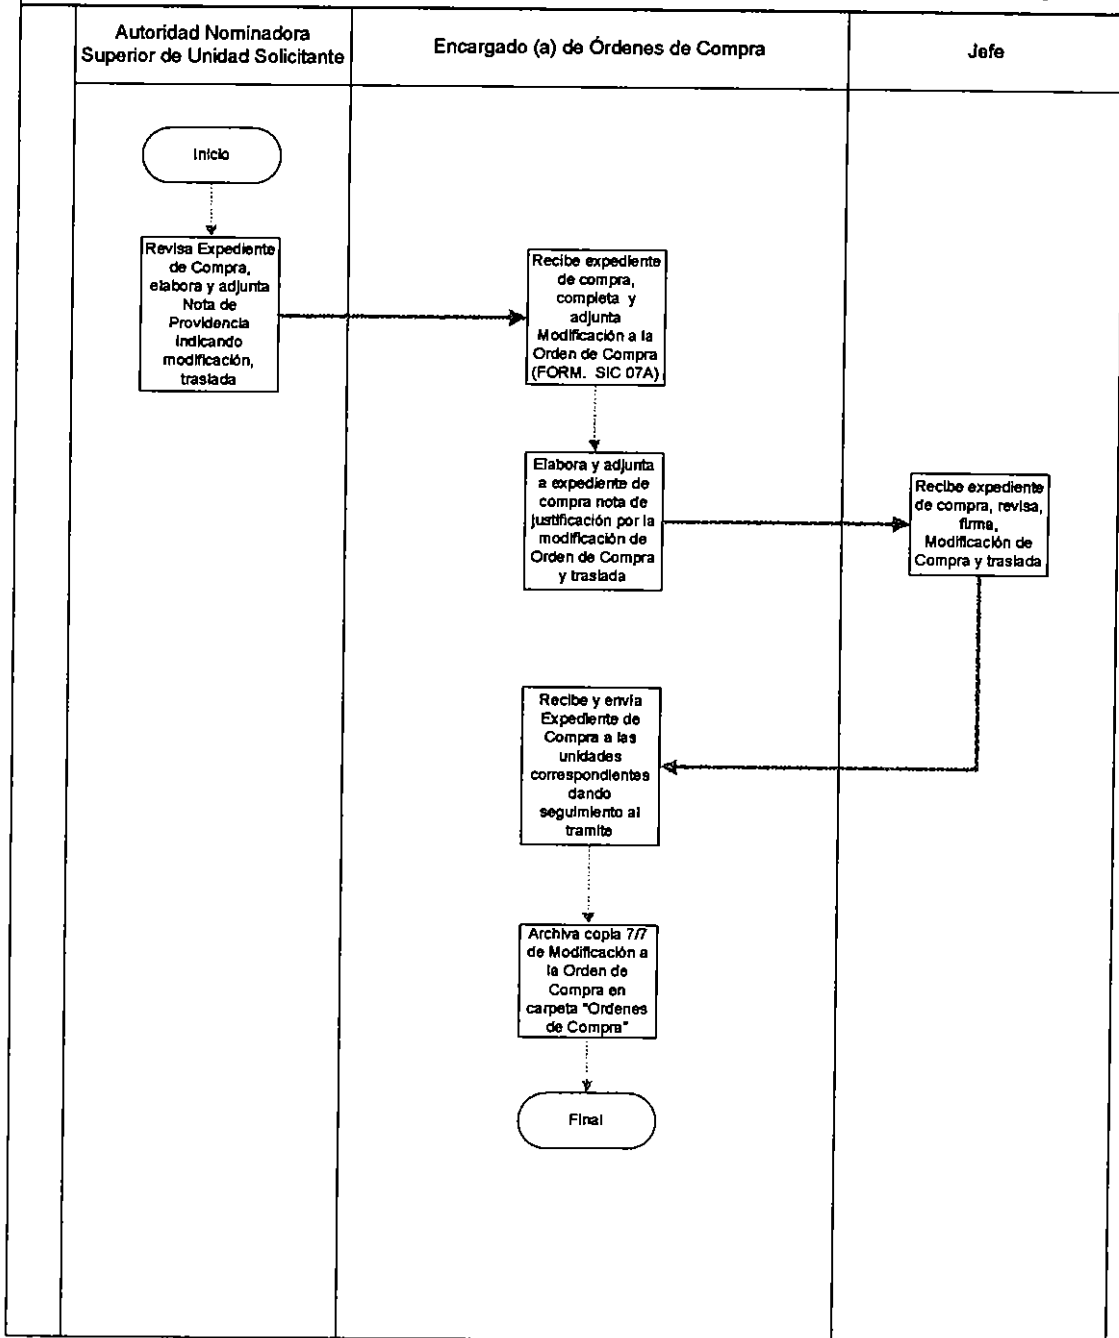 Autoridad Nominadora
Superior de Unidad Solicitante
Encargado (a) de Órdenes de Compra
Jefe
Inicio
Revisa Expediente
de Compra,
elabora y adjunta
Nota de
Providencia
indicando
modificación,
traslada
Recibe expediente
de compra,
completa y
adjunta
Modificación a la
Orden de Compra
(FORM. SIC 07A)
Elabora y adjunta
a expediente de
compra nota de
justificación por la
modificación de
Orden de Compra
y traslada
Recibe expediente
de compra, revisa,
firma,
Modificación de
Compra y traslada
Recibe y envía
Expediente de
Compra a las
unidades
correspondientes
dando
seguimiento al
tramite
Archiva copia 7/7
de Modificación a
la Orden de
Compra en
carpeta "Ordenes
de Compra"
Final